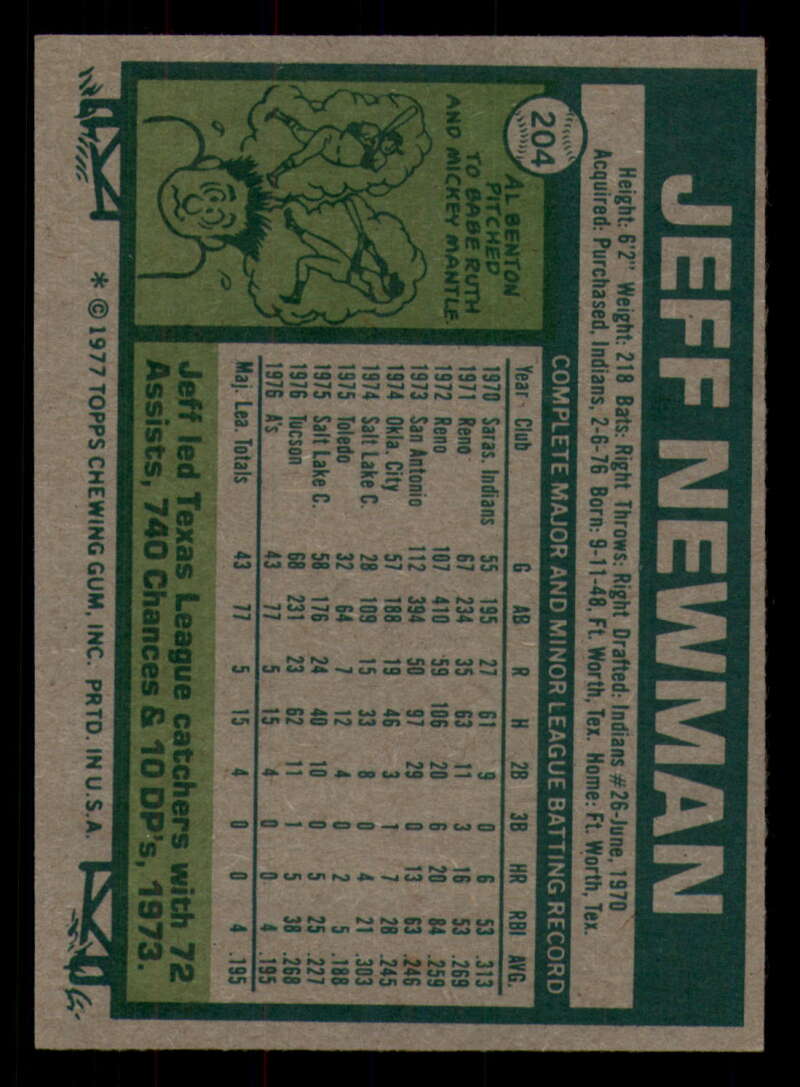 JEFF NEWMAN
Height: 6'2" Weight: 218 Bats: Right Throws: Right Drafted: Indians #26-June, 1970
Acquired: Purchased, Indians, 2-6-76 Born: 9-11-48, Ft. Worth, Tex. Home: Ft. Worth, Tex.
204
AL BENTON
PITCHED
TO BABE RUTH
AND MICKEY MANTLE.
COMPLETE MAJOR AND MINOR LEAGUE BATTING RECORD
Year Club G AB R H 2B 3B HR RBI AVG.
1970 Saras. Indians 55 195 27 61 9 0 6 53 .313
1971 Reno 67 234 35 63 11 3 16 53 .269
1972 Reno 107 410 59 106 20 6 20 84 .259
1973 San Antonio 112 394 50 97 29 0 13 63 .246
1974 Okla. City 57 188 19 46 3 1 7 28 .245
1974 Salt Lake C. 28 109 15 33 8 0 4 21 .303
1975 Toledo 32 64 7 12 4 0 2 5 .188
1975 Salt Lake C. 58 176 24 40 10 0 5 25 .227
1976 Tucson 68 231 23 62 11 1 5 38 .268
1976 A's 43 77 5 15 4 0 0 4 .195
Maj. Lea. Totals 43 77 5 15 4 0 0 4 .195
Jeff led Texas League catchers with 72
Assists, 740 Chances & 10 DP's, 1973.
* © 1977 TOPPS CHEWING GUM, INC. PRTD. IN U.S.A.